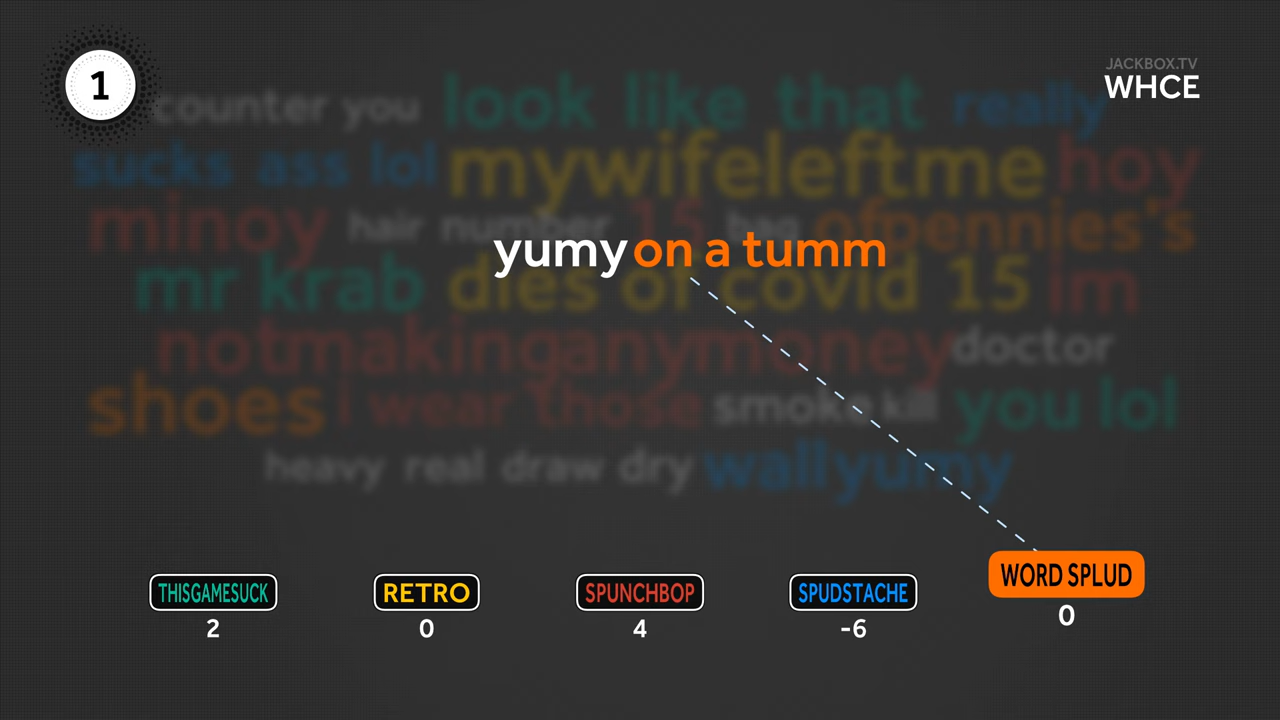 1
JACKBOX.TV
WHCE
counter you look like that really
sucks ass lol mywifeleftme hoy
minoy hair number 15 bag ofpennies's
yumy on a tumm
mr krab dies of covid 15 im
notmakinganymoney doctor
shoes i wear those smoke kill you lol
heavy real draw dry wallyumy
THISGAMESUCK RETRO SPUNCHBOP SPUDSTACHE WORD SPLUD
2 0 4 -6 0